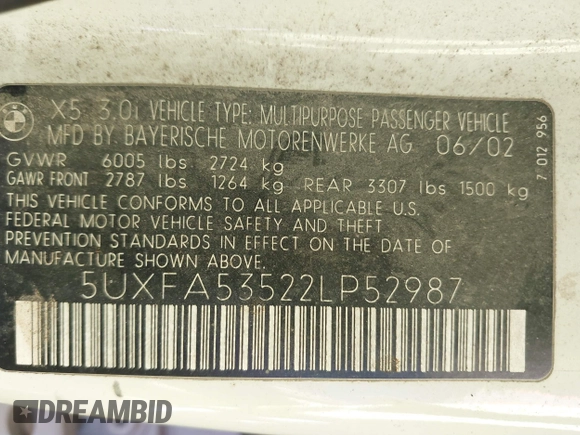 X5 3.0i VEHICLE TYPE: MULTIPURPOSE PASSENGER VEHICLE
MFD BY BAYERISCHE MOTORENWERKE AG 06/02
GVWR 6005 lbs 2724 kg
GAWR FRONT 2787 lbs 1264 kg REAR 3307 lbs 1500 kg
THIS VEHICLE CONFORMS TO ALL APPLICABLE U.S.
FEDERAL MOTOR VEHICLE SAFETY AND THEFT
PREVENTION STANDARDS IN EFFECT ON THE DATE OF
MANUFACTURE SHOWN ABOVE.
5UXFA53522LP52987
7 012 956
DREAMBID